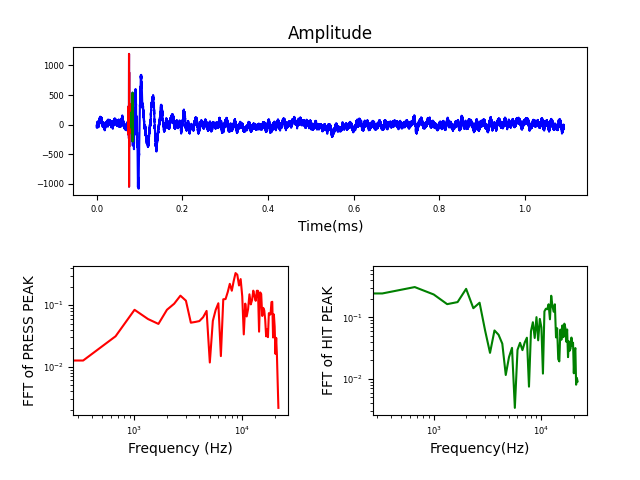 Amplitude
1000
500
0
−500
−1000
0.0 0.2 0.4 0.6 0.8 1.0
Time(ms)
FFT of PRESS PEAK
10⁻¹
10⁻²
10³ 10⁴
Frequency (Hz)
FFT of HIT PEAK
10⁻¹
10⁻²
10³ 10⁴
Frequency(Hz)